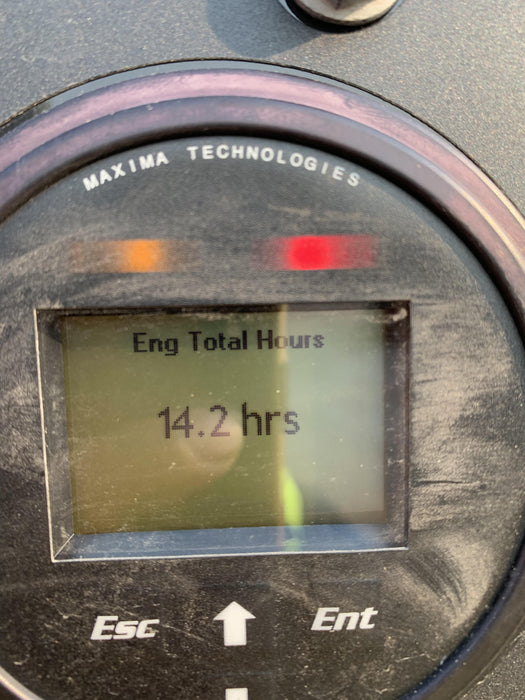 MAXIMA TECHNOLOGIES
Eng Total Hours
14.2 hrs
Esc Ent